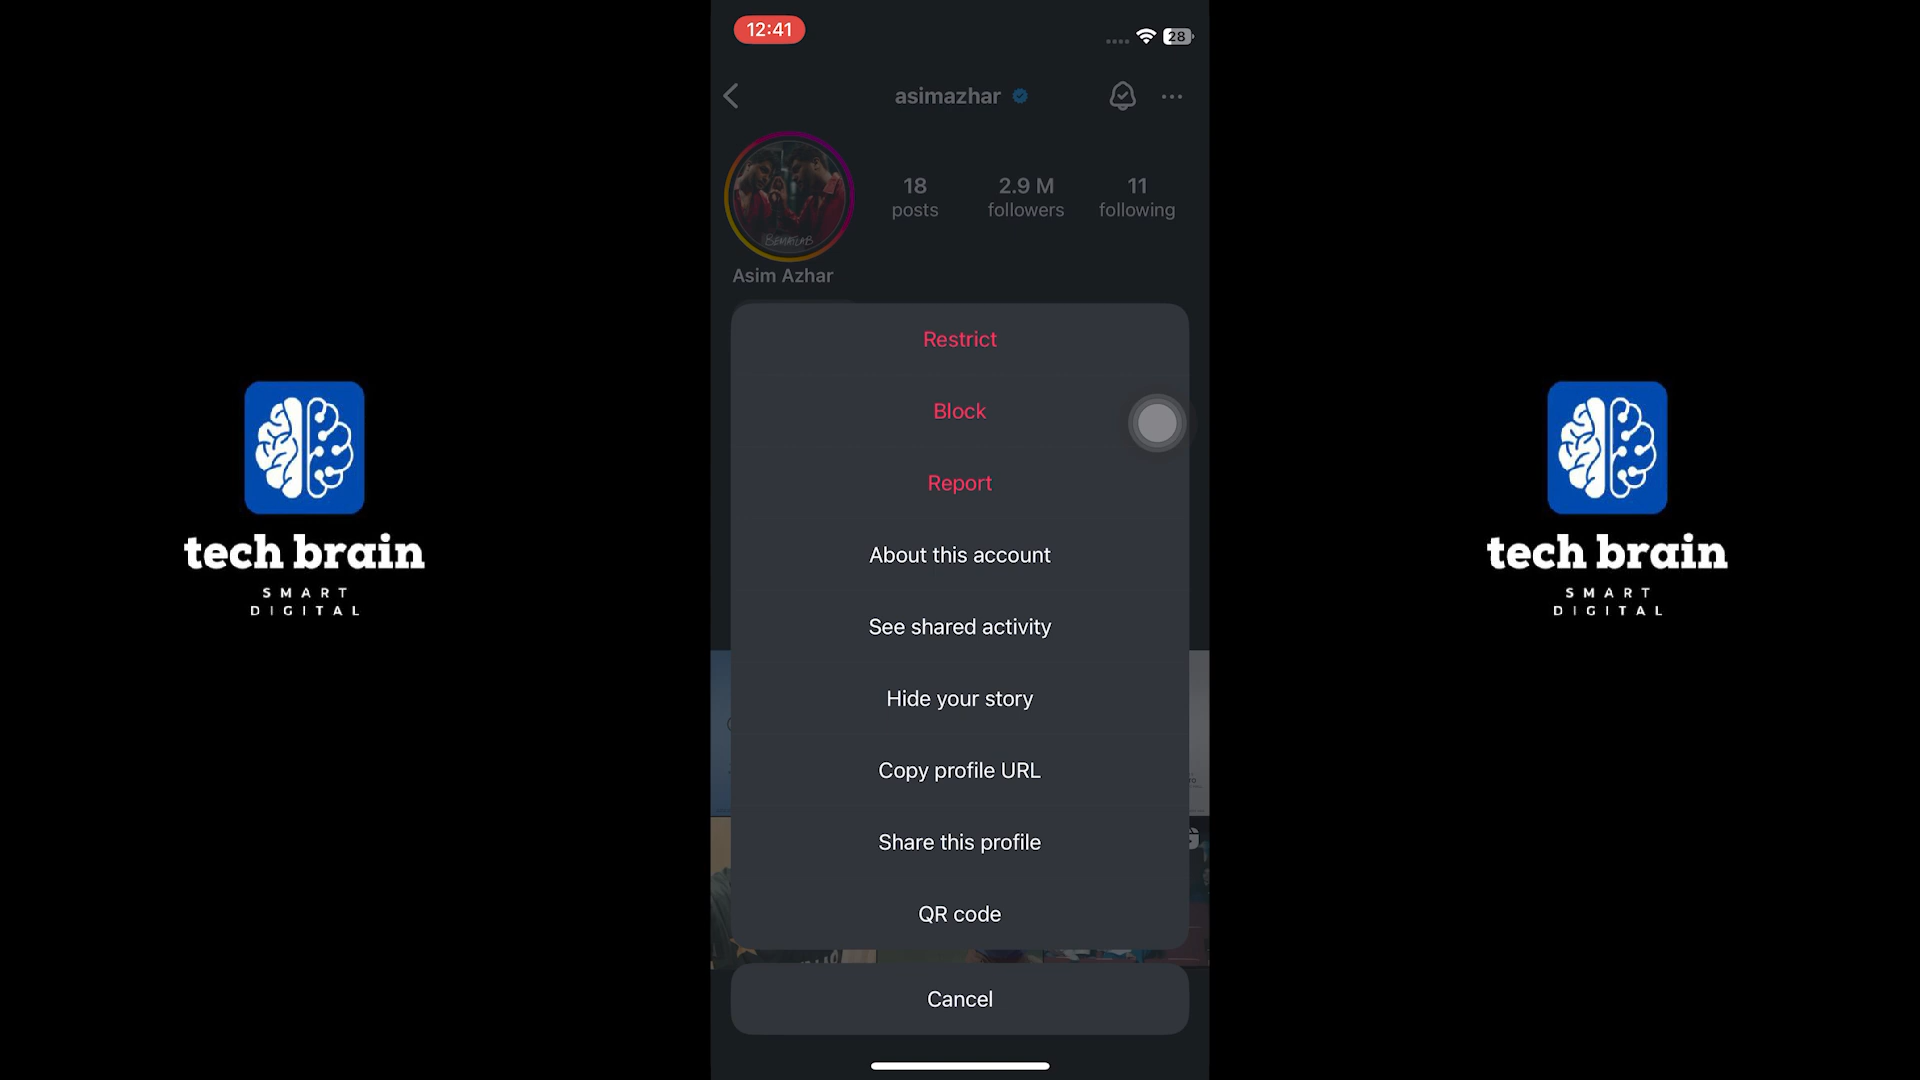 12:41
28
asimazhar
18
posts
2.9 M
followers
11
following
Asim Azhar
Restrict
Block
Report
About this account
See shared activity
Hide your story
Copy profile URL
Share this profile
QR code
Cancel
tech brain
SMART
DIGITAL
tech brain
SMART
DIGITAL